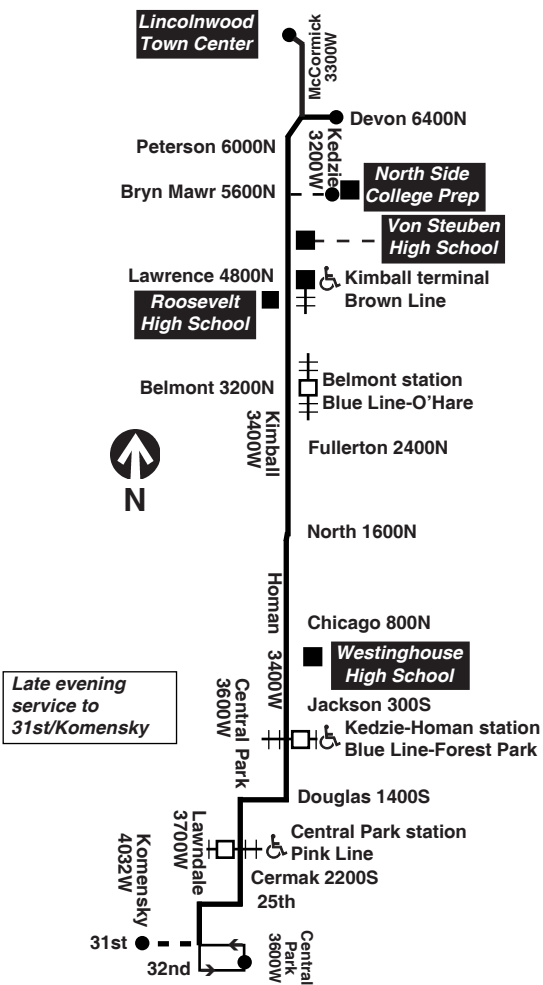 Lincolnwood
Town Center
McCormick
3300W
Devon 6400N
Peterson 6000N
Kedzie
3200W
North Side
College Prep
Bryn Mawr 5600N
Von Steuben
High School
Lawrence 4800N
Kimball terminal
Brown Line
Roosevelt
High School
Belmont 3200N
Belmont station
Blue Line-O'Hare
Kimball
3400W
Fullerton 2400N
N
North 1600N
Homan 3400W
Chicago 800N
Westinghouse
High School
Late evening
service to
31st/Komensky
Central Park
3600W
Jackson 300S
Kedzie-Homan station
Blue Line-Forest Park
Douglas 1400S
Lawndale
3700W
Central Park station
Pink Line
Komensky
4032W
Cermak 2200S
25th
31st
32nd
Central
Park
3600W